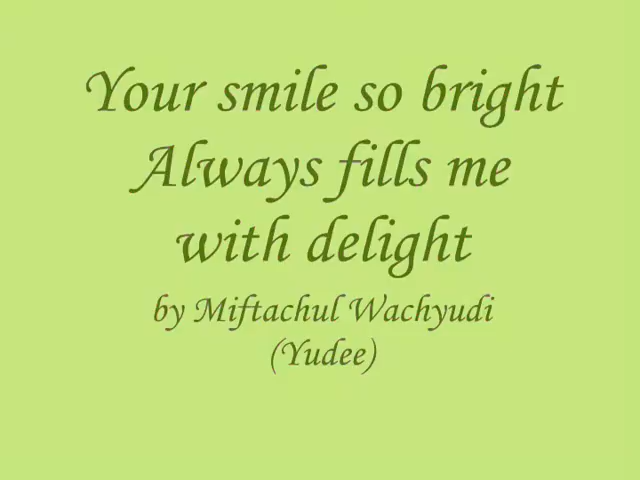 Your smile so bright
Always fills me
with delight
by Miftachul Wachyudi
(Yudee)